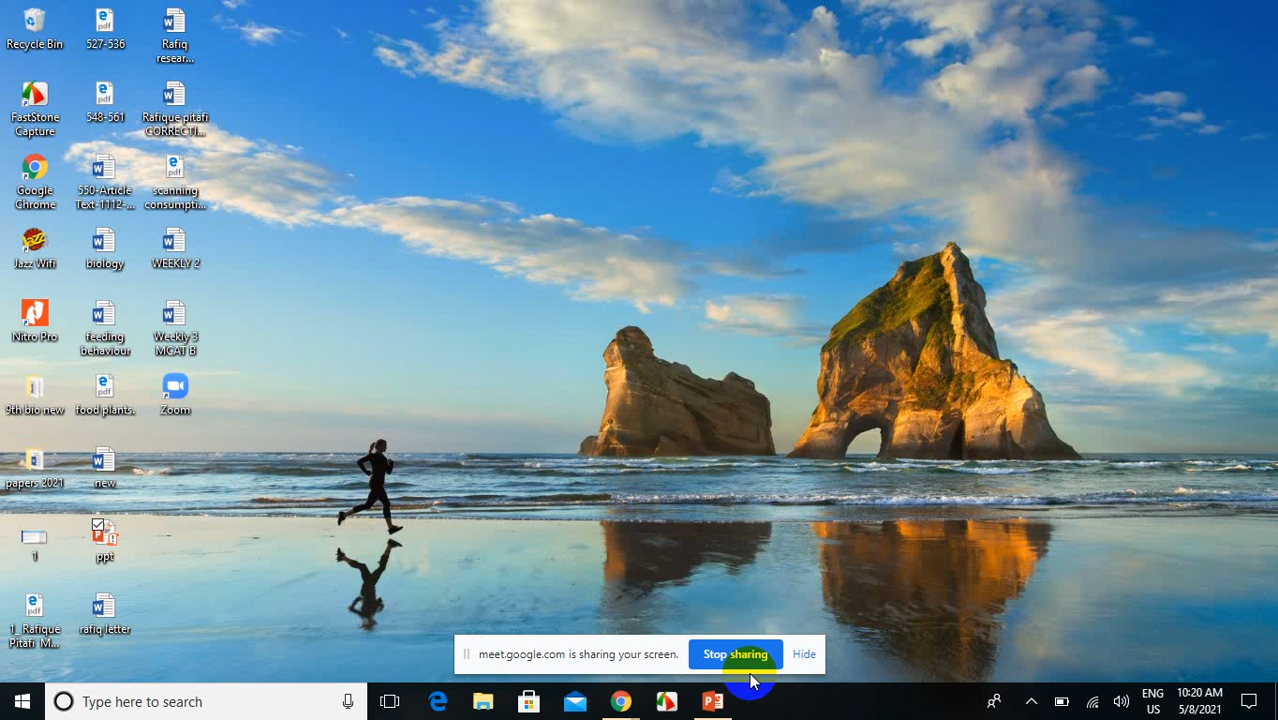 Recycle Bin
527-536
Rafiq
resear...
FastStone
Capture
548-561
Rafique pitafi
CORRECTI...
Google
Chrome
550-Article
Text-1112-...
scanning
consumpti...
Jazz Wifi
biology
WEEKLY 2
Nitro Pro
feeding
behaviour
Weekly 3
MCAT B
9th bio new
food plants.
Zoom
papers 2021
new
1
ppt
1_ Rafique
Pitafi_M...
rafiq letter
meet.google.com is sharing your screen.
Stop sharing
Hide
Type here to search
ENG
US
10:20 AM
5/8/2021